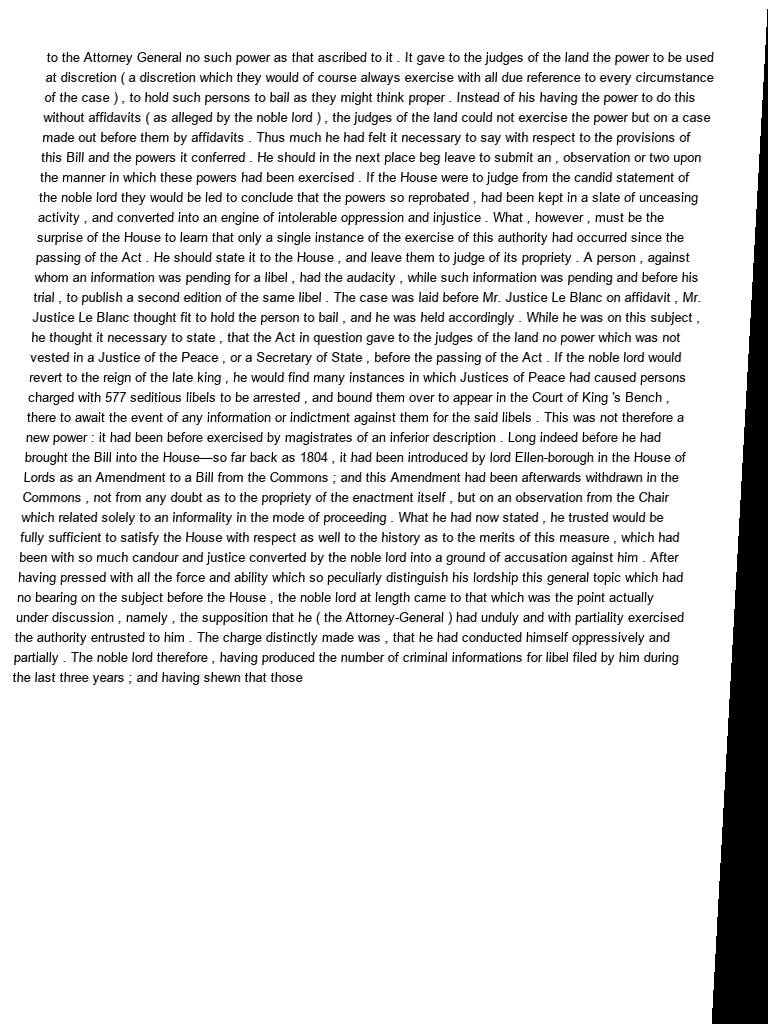 to the Attorney General no such power as that ascribed to it . It gave to the judges of the land the power to be used
at discretion ( a discretion which they would of course always exercise with all due reference to every circumstance
of the case ) , to hold such persons to bail as they might think proper . Instead of his having the power to do this
without affidavits ( as alleged by the noble lord ) , the judges of the land could not exercise the power but on a case
made out before them by affidavits . Thus much he had felt it necessary to say with respect to the provisions of
this Bill and the powers it conferred . He should in the next place beg leave to submit an , observation or two upon
the manner in which these powers had been exercised . If the House were to judge from the candid statement of
the noble lord they would be led to conclude that the powers so reprobated , had been kept in a slate of unceasing
activity , and converted into an engine of intolerable oppression and injustice . What , however , must be the
surprise of the House to learn that only a single instance of the exercise of this authority had occurred since the
passing of the Act . He should state it to the House , and leave them to judge of its propriety . A person , against
whom an information was pending for a libel , had the audacity , while such information was pending and before his
trial , to publish a second edition of the same libel . The case was laid before Mr. Justice Le Blanc on affidavit , Mr.
Justice Le Blanc thought fit to hold the person to bail , and he was held accordingly . While he was on this subject ,
he thought it necessary to state , that the Act in question gave to the judges of the land no power which was not
vested in a Justice of the Peace , or a Secretary of State , before the passing of the Act . If the noble lord would
revert to the reign of the late king , he would find many instances in which Justices of Peace had caused persons
charged with 577 seditious libels to be arrested , and bound them over to appear in the Court of King 's Bench ,
there to await the event of any information or indictment against them for the said libels . This was not therefore a
new power : it had been before exercised by magistrates of an inferior description . Long indeed before he had
brought the Bill into the House—so far back as 1804 , it had been introduced by lord Ellen-borough in the House of
Lords as an Amendment to a Bill from the Commons ; and this Amendment had been afterwards withdrawn in the
Commons , not from any doubt as to the propriety of the enactment itself , but on an observation from the Chair
which related solely to an informality in the mode of proceeding . What he had now stated , he trusted would be
fully sufficient to satisfy the House with respect as well to the history as to the merits of this measure , which had
been with so much candour and justice converted by the noble lord into a ground of accusation against him . After
having pressed with all the force and ability which so peculiarly distinguish his lordship this general topic which had
no bearing on the subject before the House , the noble lord at length came to that which was the point actually
under discussion , namely , the supposition that he ( the Attorney-General ) had unduly and with partiality exercised
the authority entrusted to him . The charge distinctly made was , that he had conducted himself oppressively and
partially . The noble lord therefore , having produced the number of criminal informations for libel filed by him during
the last three years ; and having shewn that those